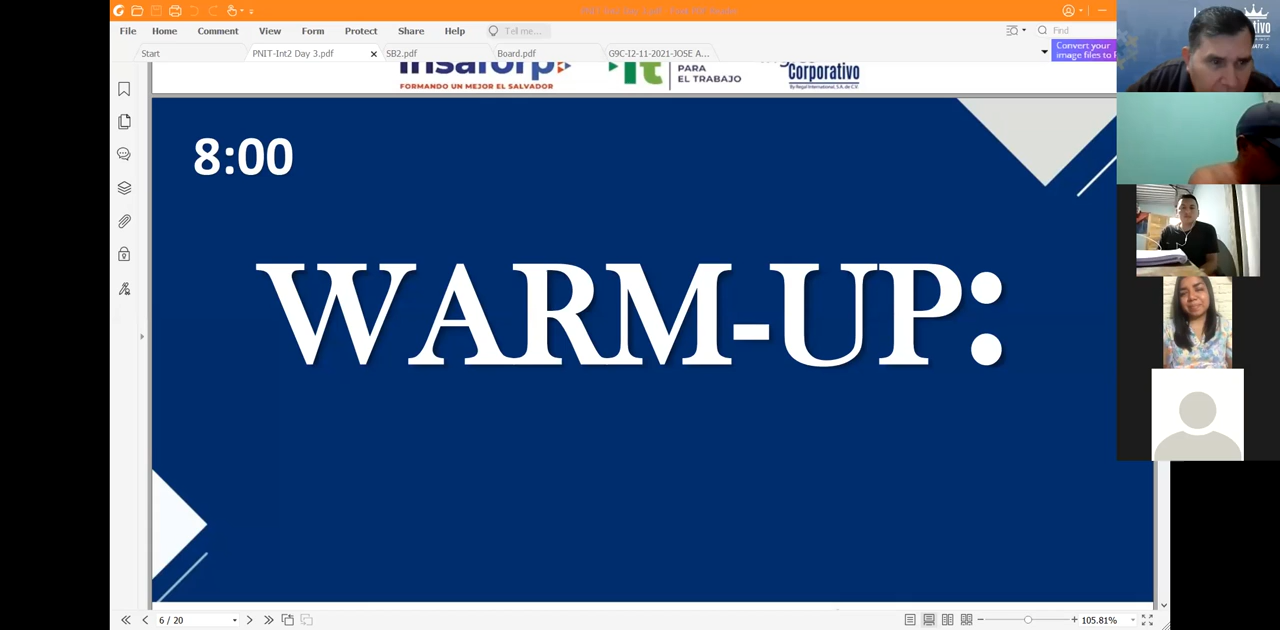 File Home Comment View Form Protect Share Help Tell me... Find
Start PNIT-Int2 Day 3.pdf SB2.pdf Board.pdf G9C-I2-11-2021-JOSE A...
Convert your
image files to
PARA
EL TRABAJO
FORMANDO UN MEJOR EL SALVADOR
Corporativo
8:00
WARM-UP:
6 / 20
105.81%